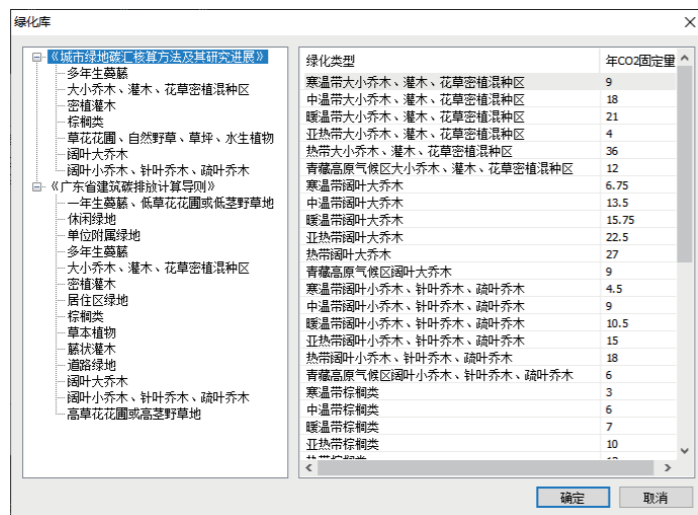 绿化库
《城市绿地碳汇核算方法及其研究进展》
多年生蔓藤
大小乔木、灌木、花草密植混种区
密植灌木
棕榈类
草花花圃、自然野草、草坪、水生植物
阔叶大乔木
阔叶小乔木、针叶乔木、疏叶乔木
《广东省建筑碳排放计算导则》
一年生蔓藤、低草花花圃或低茎野草地
休闲绿地
单位附属绿地
多年生蔓藤
大小乔木、灌木、花草密植混种区
密植灌木
居住区绿地
棕榈类
草本植物
藤状灌木
道路绿地
阔叶大乔木
阔叶小乔木、针叶乔木、疏叶乔木
高草花花圃或高茎野草地
绿化类型 年CO2固定量
寒温带大小乔木、灌木、花草密植混种区 9
中温带大小乔木、灌木、花草密植混种区 18
暖温带大小乔木、灌木、花草密植混种区 21
亚热带大小乔木、灌木、花草密植混种区 4
热带大小乔木、灌木、花草密植混种区 36
青藏高原气候区大小乔木、灌木、花草密植混种区 12
寒温带阔叶大乔木 6.75
中温带阔叶大乔木 13.5
暖温带阔叶大乔木 15.75
亚热带阔叶大乔木 22.5
热带阔叶大乔木 27
青藏高原气候区阔叶大乔木 9
寒温带阔叶小乔木、针叶乔木、疏叶乔木 4.5
中温带阔叶小乔木、针叶乔木、疏叶乔木 9
暖温带阔叶小乔木、针叶乔木、疏叶乔木 10.5
亚热带阔叶小乔木、针叶乔木、疏叶乔木 15
热带阔叶小乔木、针叶乔木、疏叶乔木 18
青藏高原气候区阔叶小乔木、针叶乔木、疏叶乔木 6
寒温带棕榈类 3
中温带棕榈类 6
暖温带棕榈类 7
亚热带棕榈类 10
确定 取消